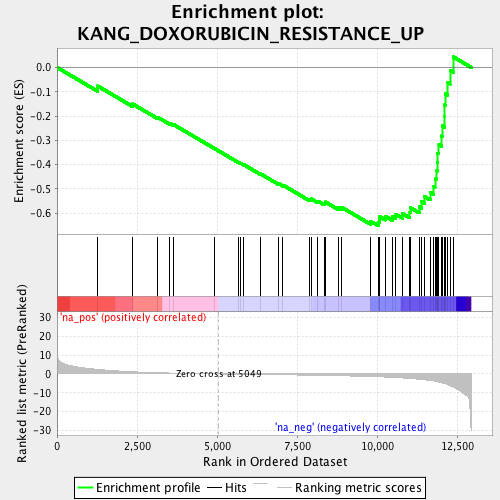 Enrichment plot:
KANG_DOXORUBICIN_RESISTANCE_UP
Enrichment score (ES)
0.0
-0.1
-0.2
-0.3
-0.4
-0.5
-0.6
'na_pos' (positively correlated)
Ranked list metric (PreRanked)
30
20
10
0
-10
-20
-30
Zero cross at 5049
'na_neg' (negatively correlated)
0 2,500 5,000 7,500 10,000 12,500
Rank in Ordered Dataset
Enrichment profile Hits Ranking metric scores